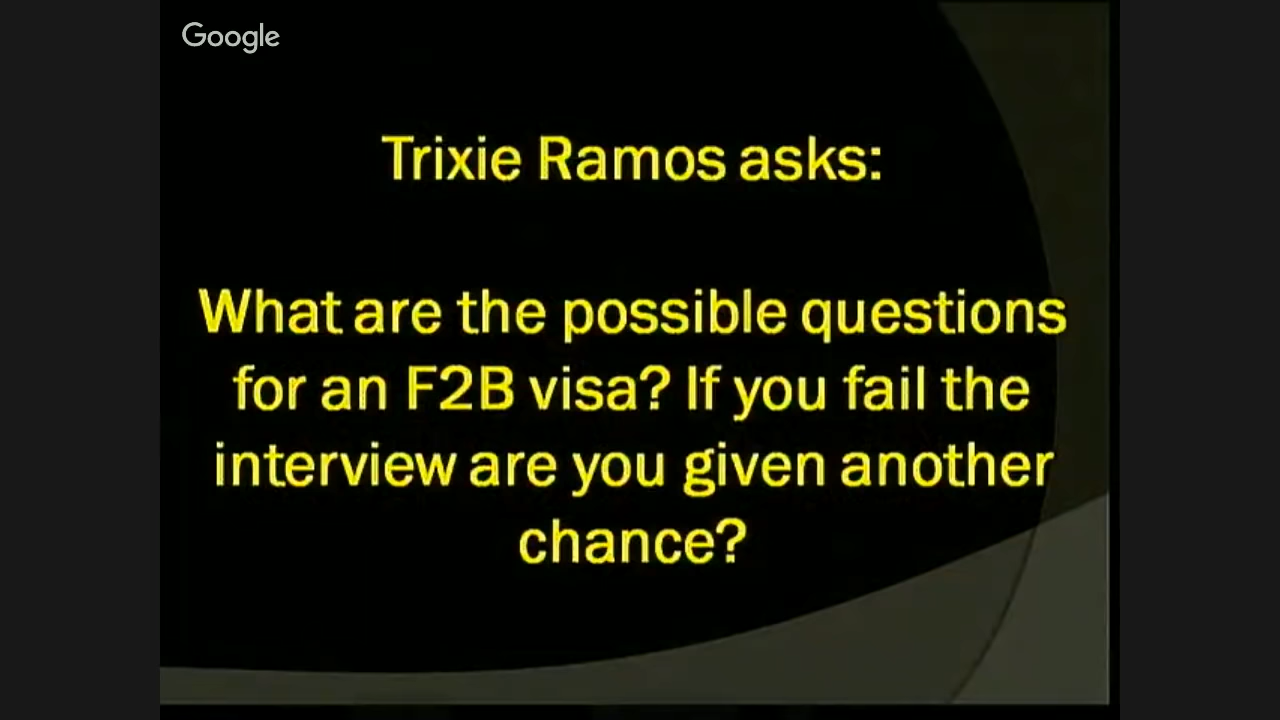 Google
Trixie Ramos asks:
What are the possible questions
for an F2B visa? If you fail the
interview are you given another
chance?